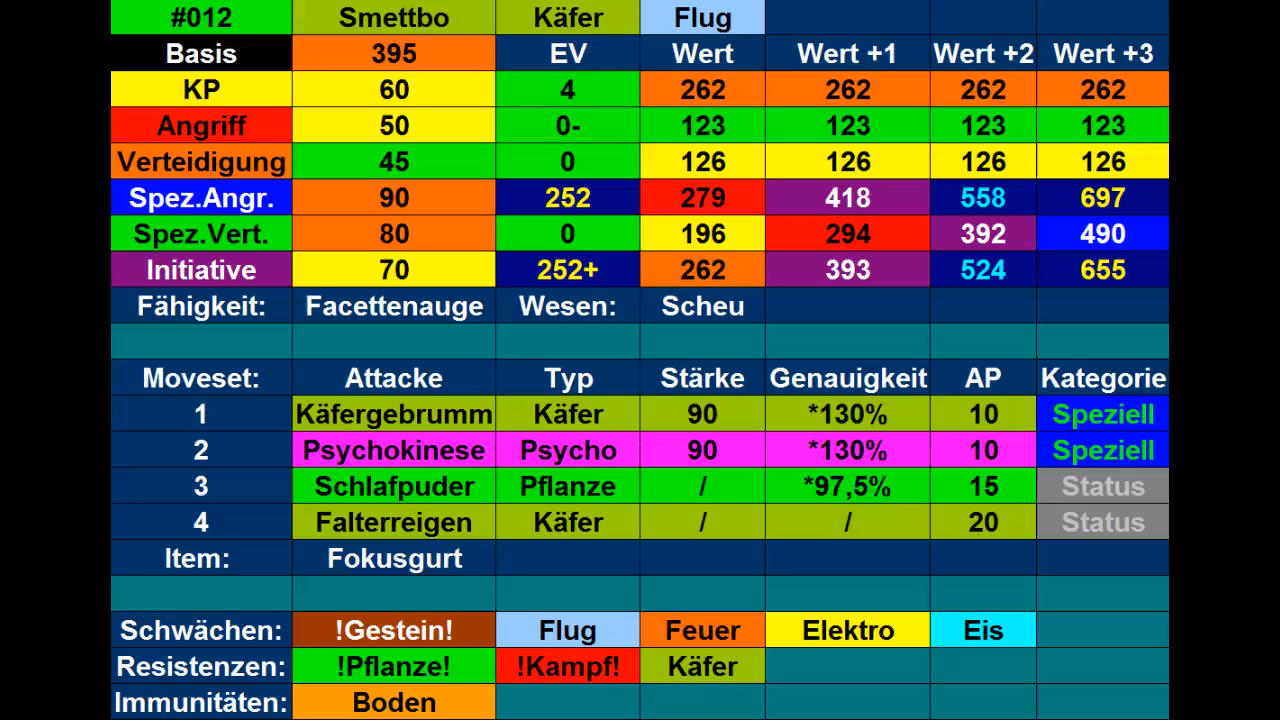 #012 Smettbo Käfer Flug
Basis 395 EV Wert Wert +1 Wert +2 Wert +3
KP 60 4 262 262 262 262
Angriff 50 0- 123 123 123 123
Verteidigung 45 0 126 126 126 126
Spez.Angr. 90 252 279 418 558 697
Spez.Vert. 80 0 196 294 392 490
Initiative 70 252+ 262 393 524 655
Fähigkeit: Facettenauge Wesen: Scheu
Moveset: Attacke Typ Stärke Genauigkeit AP Kategorie
1 Käfergebrumm Käfer 90 *130% 10 Speziell
2 Psychokinese Psycho 90 *130% 10 Speziell
3 Schlafpuder Pflanze / *97,5% 15 Status
4 Falterreigen Käfer / / 20 Status
Item: Fokusgurt
Schwächen: !Gestein! Flug Feuer Elektro Eis
Resistenzen: !Pflanze! !Kampf! Käfer
Immunitäten: Boden